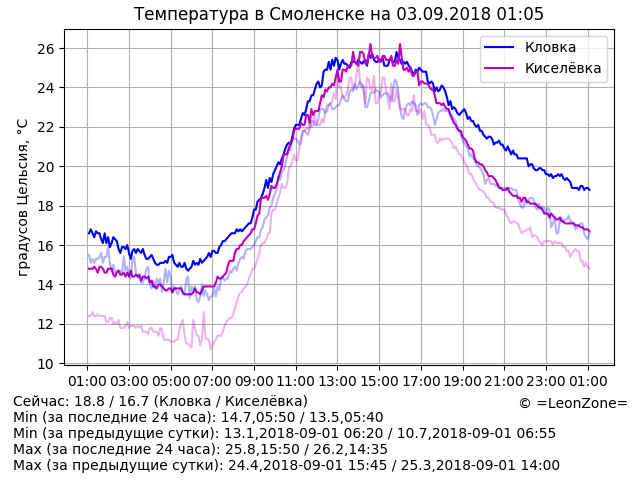 Температура в Смоленске на 03.09.2018 01:05
26
24
22
20
18
16
14
12
10
градусов Цельсия, °C
Кловка
Киселёвка
01:00 03:00 05:00 07:00 09:00 11:00 13:00 15:00 17:00 19:00 21:00 23:00 01:00
Сейчас: 18.8 / 16.7 (Кловка / Киселёвка)
© =LeonZone=
Min (за последние 24 часа): 14.7,05:50 / 13.5,05:40
Min (за предыдущие сутки): 13.1,2018-09-01 06:20 / 10.7,2018-09-01 06:55
Max (за последние 24 часа): 25.8,15:50 / 26.2,14:35
Max (за предыдущие сутки): 24.4,2018-09-01 15:45 / 25.3,2018-09-01 14:00